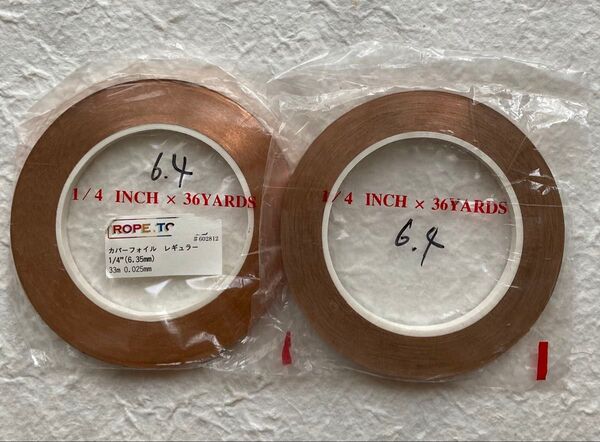 6.4
1/4 INCH × 36YARDS
ROPE.TO
#602812
カパーフォイル レギュラー
1/4"(6.35mm)
33m 0.025mm
1/4 INCH × 36YARDS
6.4